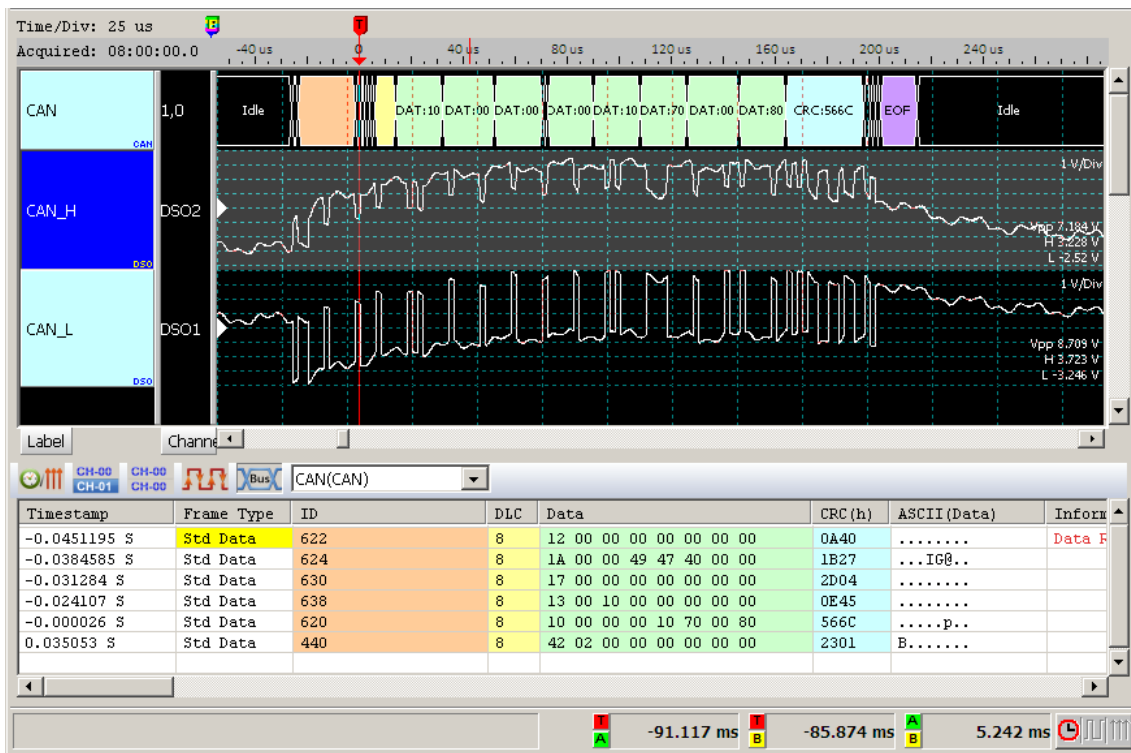 Time/Div: 25 us B T
Acquired: 08:00:00.0 -40 us 0 40 us 80 us 120 us 160 us 200 us 240 us
CAN 1,0 Idle DAT:10 DAT:00 DAT:00 DAT:00 DAT:10 DAT:70 DAT:00 DAT:80 CRC:566C EOF Idle
CAN
1 V/Div
CAN_H DSO2
Vpp 7.184 V
H 3.228 V
L -2.52 V
DSO
1 V/Div
CAN_L DSO1
Vpp 8.709 V
H 3.723 V
L -3.246 V
DSO
Label Channe
CH-00 CH-00
CH-01 CH-00
Bus CAN(CAN)
Timestamp Frame Type ID DLC Data CRC(h) ASCII(Data) Inform
-0.0451195 S Std Data 622 8 12 00 00 00 00 00 00 00 0A40 ........ Data R
-0.0384585 S Std Data 624 8 1A 00 00 49 47 40 00 00 1B27 ...IG@..
-0.031284 S Std Data 630 8 17 00 00 00 00 00 00 00 2D04 ........
-0.024107 S Std Data 638 8 13 00 10 00 00 00 00 00 0E45 ........
-0.000026 S Std Data 620 8 10 00 00 00 10 70 00 80 566C .....p..
0.035053 S Std Data 440 8 42 02 00 00 00 00 00 00 2301 B.......
T A -91.117 ms T B -85.874 ms A B 5.242 ms